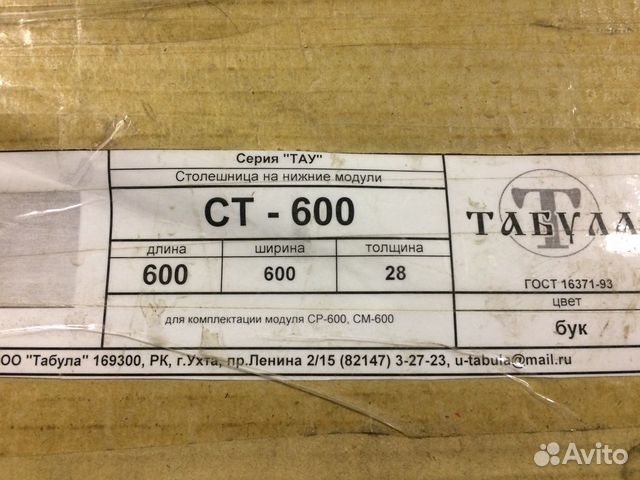 Серия "ТАУ"
Столешница на нижние модули
СТ - 600
длина ширина толщина
600 600 28
для комплектации модуля СР-600, СМ-600
Т
ТАБУЛА
ГОСТ 16371-93
цвет
бук
ОО "Табула" 169300, РК, г.Ухта, пр.Ленина 2/15 (82147) 3-27-23, u-tabula@mail.ru
Avito